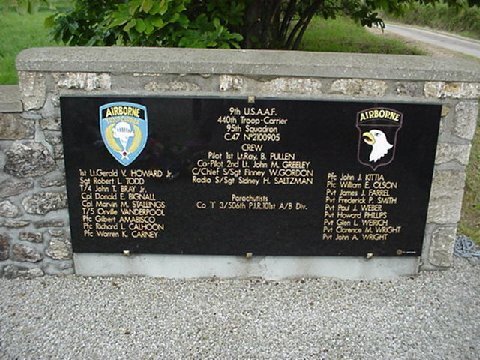 9th U.S.A.A.F.
440th Troop-Carrier
95th Squadron
C.47 N°2100905
CREW
Pilot 1st Lt.Ray. B. PULLEN
Co-Pilot 2nd Lt. John M. GREELEY
C/Chief S/Sgt Finney W.GORDON
Radio S/Sgt Sidney H. SALTZMAN
Parachutists
Co "I" 3/506th P.I.R.101st A/B Div.
AIRBORNE
1st Lt Gerald V. HOWARD Jr.
Sgt Robert L. TODD
T/4 John T. BRAY Jr.
Cpl Donald E. BIGNALL
Cpl Marvin M. STALLINGS
T/5 Orville VANDERPOOL
Pfc Gilbert AMARISCO
Pfc Richard L. CALHOON
Pfc Warren K. CARNEY
AIRBORNE
Pfc John J. KITTIA
Pfc William E. OLSON
Pvt James J. FARREL
Pvt Frederick P. SMITH
Pvt Paul J. WEBER
Pvt Howard PHILLIPS
Pvt Glen L. WERICH
Pvt Clarence M. WRIGHT
Pvt John A. WRIGHT